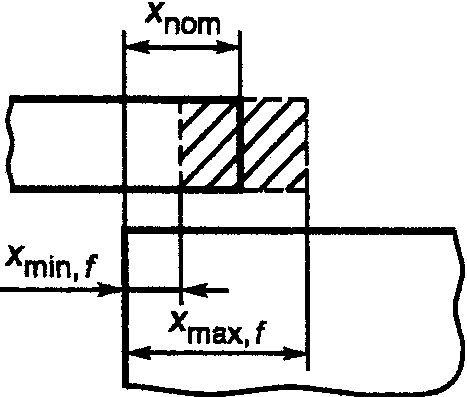 x_nom
x_min, f
x_max, f